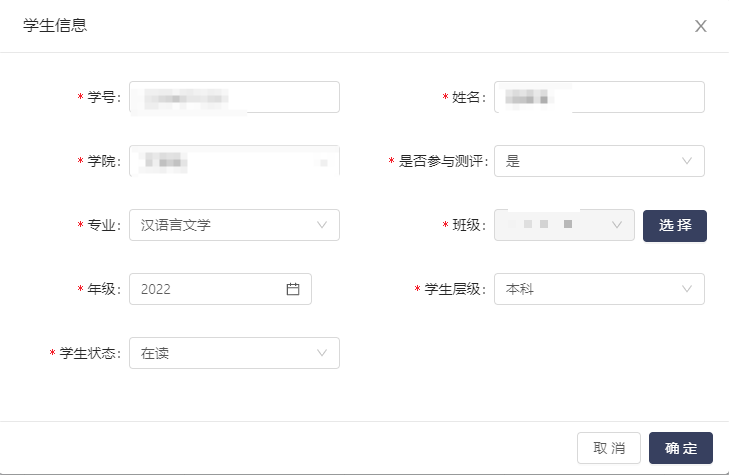 学生信息
* 学号:
* 姓名:
* 学院:
* 是否参与测评: 是
* 专业: 汉语言文学
* 班级: 选 择
* 年级: 2022
* 学生层级: 本科
* 学生状态: 在读
取 消 确 定